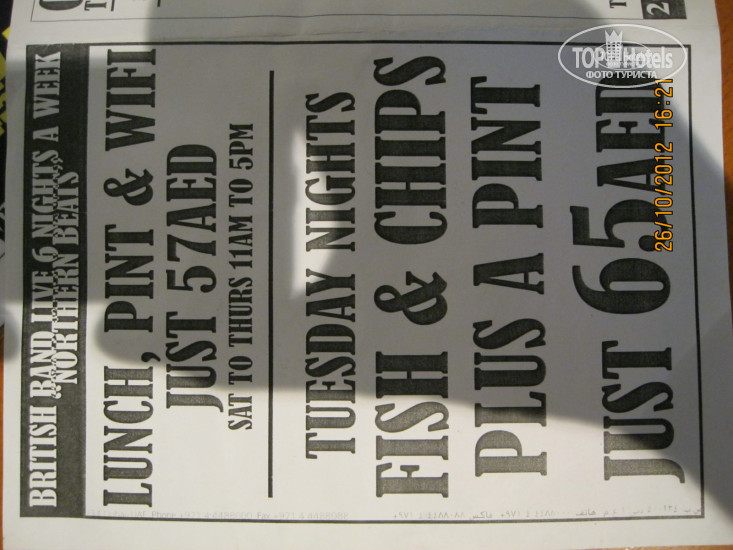 BRITISH BAND LIVE 6 NIGHTS A WEEK
"NORTHERN BEATS"
LUNCH, PINT & WIFI
JUST 57AED
SAT TO THURS 11AM TO 5PM
TUESDAY NIGHTS
FISH & CHIPS
PLUS A PINT
JUST 65AED
TOP Hotels
ФОТО ТУРИСТА
26/10/2012 16:21